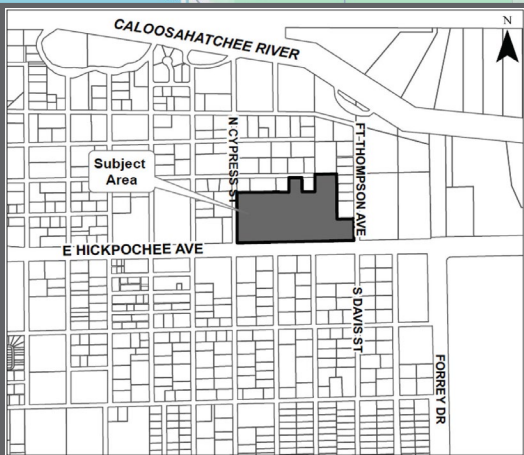 CALOOSAHATCHEE RIVER
N
N CYPRESS ST
FT THOMPSON AVE
Subject
Area
E HICKPOCHEE AVE
S DAVIS ST
FORREY DR